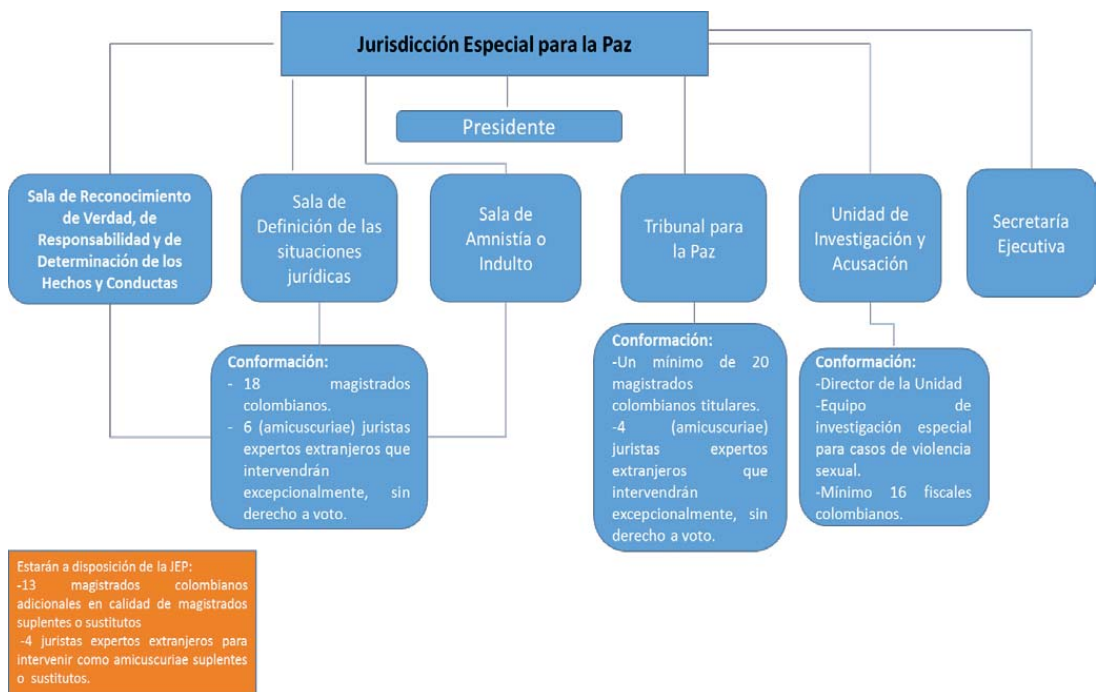 Jurisdicción Especial para la Paz
Presidente
Sala de Reconocimiento
de Verdad, de
Responsabilidad y de
Determinación de los
Hechos y Conductas
Sala de
Definición de las
situaciones
jurídicas
Sala de
Amnistía o
Indulto
Tribunal para
la Paz
Unidad de
Investigación y
Acusación
Secretaría
Ejecutiva
Conformación:
- 18 magistrados
colombianos.
- 6 (amicuscuriae) juristas
expertos extranjeros que
intervendrán
excepcionalmente, sin
derecho a voto.
Conformación:
-Un mínimo de 20
magistrados
colombianos titulares.
-4 (amicuscuriae)
juristas expertos
extranjeros que
intervendrán
excepcionalmente, sin
derecho a voto.
Conformación:
-Director de la Unidad
-Equipo de
investigación especial
para casos de violencia
sexual.
-Mínimo 16 fiscales
colombianos.
Estarán a disposición de la JEP:
-13 magistrados colombianos
adicionales en calidad de magistrados
suplentes o sustitutos
-4 juristas expertos extranjeros para
intervenir como amicuscuriae suplentes
o sustitutos.